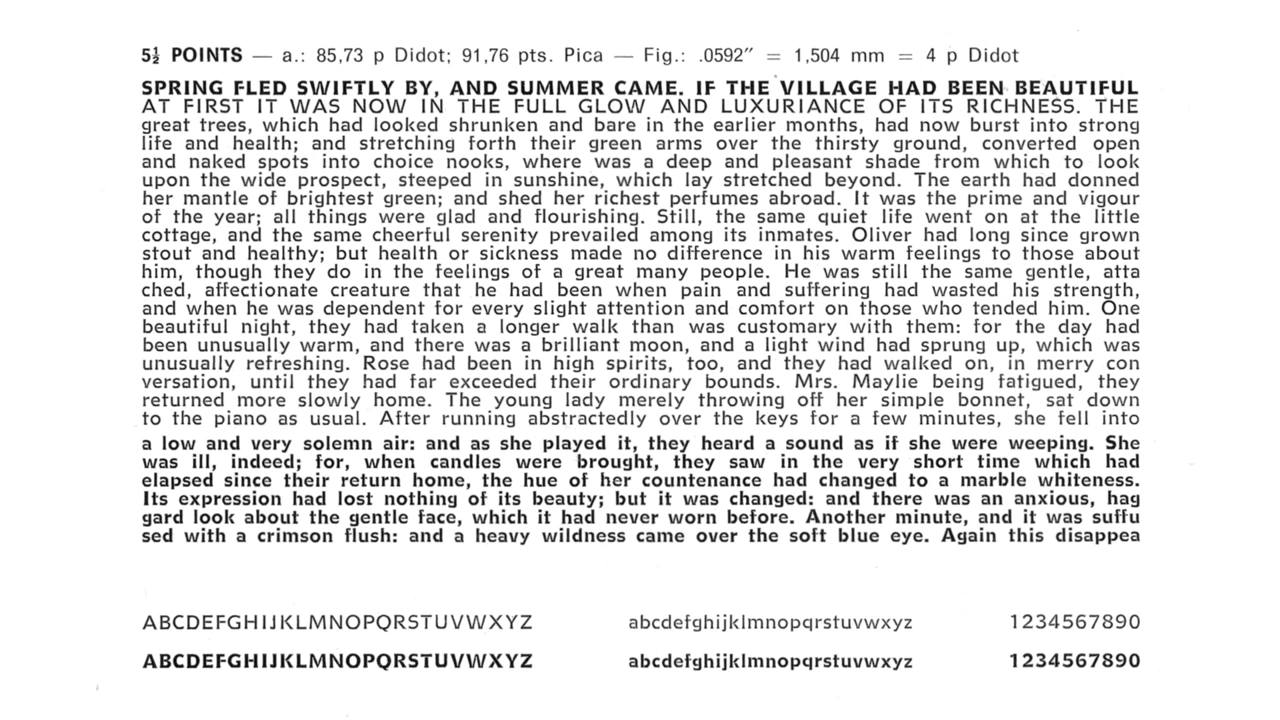 5½ POINTS — a.: 85,73 p Didot; 91,76 pts. Pica — Fig.: .0592″ = 1,504 mm = 4 p Didot
SPRING FLED SWIFTLY BY, AND SUMMER CAME. IF THE VILLAGE HAD BEEN BEAUTIFUL
AT FIRST IT WAS NOW IN THE FULL GLOW AND LUXURIANCE OF ITS RICHNESS. THE
great trees, which had looked shrunken and bare in the earlier months, had now burst into strong
life and health; and stretching forth their green arms over the thirsty ground, converted open
and naked spots into choice nooks, where was a deep and pleasant shade from which to look
upon the wide prospect, steeped in sunshine, which lay stretched beyond. The earth had donned
her mantle of brightest green; and shed her richest perfumes abroad. It was the prime and vigour
of the year; all things were glad and flourishing. Still, the same quiet life went on at the little
cottage, and the same cheerful serenity prevailed among its inmates. Oliver had long since grown
stout and healthy; but health or sickness made no difference in his warm feelings to those about
him, though they do in the feelings of a great many people. He was still the same gentle, atta
ched, affectionate creature that he had been when pain and suffering had wasted his strength,
and when he was dependent for every slight attention and comfort on those who tended him. One
beautiful night, they had taken a longer walk than was customary with them: for the day had
been unusually warm, and there was a brilliant moon, and a light wind had sprung up, which was
unusually refreshing. Rose had been in high spirits, too, and they had walked on, in merry con
versation, until they had far exceeded their ordinary bounds. Mrs. Maylie being fatigued, they
returned more slowly home. The young lady merely throwing off her simple bonnet, sat down
to the piano as usual. After running abstractedly over the keys for a few minutes, she fell into
a low and very solemn air: and as she played it, they heard a sound as if she were weeping. She
was ill, indeed; for, when candles were brought, they saw in the very short time which had
elapsed since their return home, the hue of her countenance had changed to a marble whiteness.
Its expression had lost nothing of its beauty; but it was changed: and there was an anxious, hag
gard look about the gentle face, which it had never worn before. Another minute, and it was suffu
sed with a crimson flush: and a heavy wildness came over the soft blue eye. Again this disappea
ABCDEFGHIJKLMNOPQRSTUVWXYZ abcdefghijklmnopqrstuvwxyz 1234567890
ABCDEFGHIJKLMNOPQRSTUVWXYZ abcdefghijklmnopqrstuvwxyz 1234567890